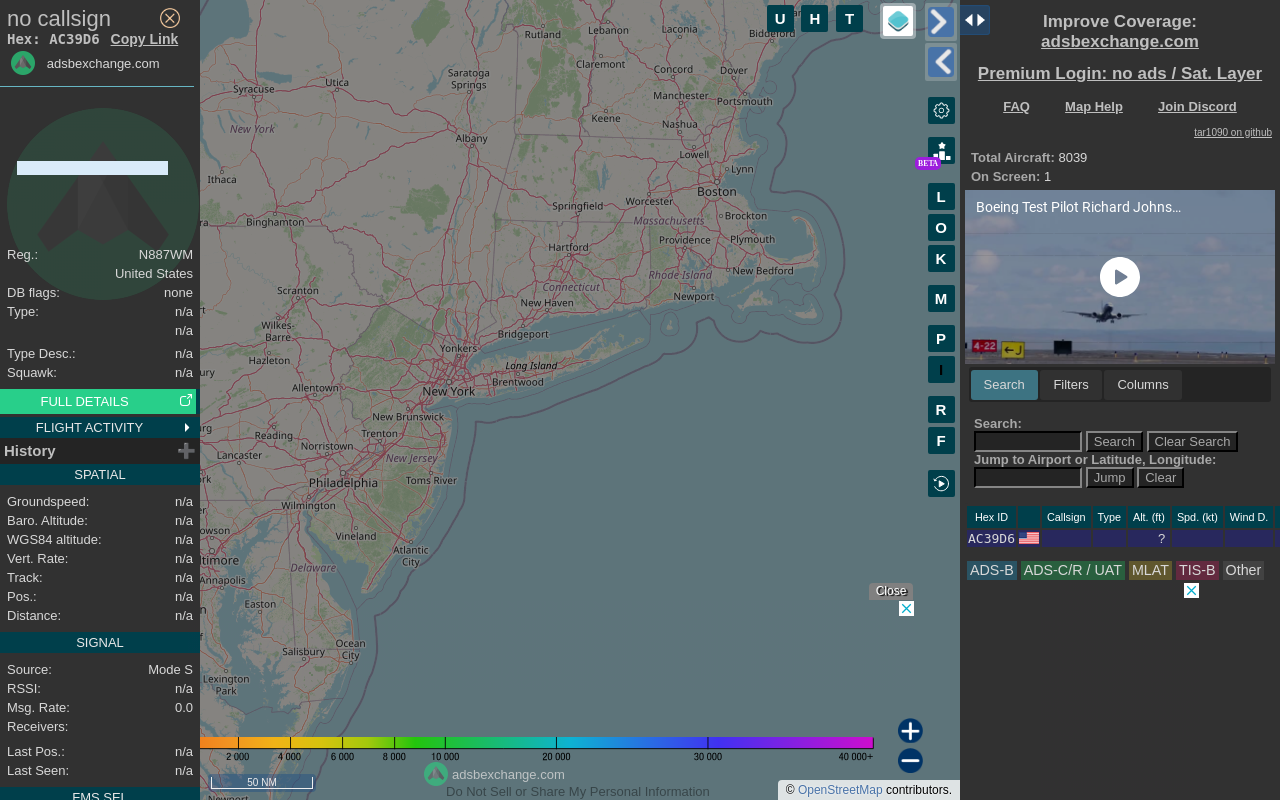 no callsign
Hex: AC39D6 Copy Link
adsbexchange.com
Reg.: N887WM
United States
DB flags: none
Type: n/a
n/a
Type Desc.: n/a
Squawk: n/a
FULL DETAILS
FLIGHT ACTIVITY
History
SPATIAL
Groundspeed: n/a
Baro. Altitude: n/a
WGS84 altitude: n/a
Vert. Rate: n/a
Track: n/a
Pos.: n/a
Distance: n/a
SIGNAL
Source: Mode S
RSSI: n/a
Msg. Rate: 0.0
Receivers:
Last Pos.: n/a
Last Seen: n/a
FMS SEL
Rutland
Lebanon
Laconia
Biddeford
Claremont
Concord
Dover
Saratoga
Springs
Utica
Syracuse
Manchester
Portsmouth
New York
Keene
Nashua
Albany
Lowell
Lynn
Ithaca
Boston
Worcester
Springfield
Massachusetts
Brockton
Binghamton
Hartford
Providence
Plymouth
New Bedford
Rhode Island
Connecticut
Newport
Scranton
New Haven
Wilkes-
Barre
Bridgeport
Yonkers
Hazleton
Long Island
Brentwood
Allentown
New York
New Brunswick
Reading
Trenton
Norristown
Lancaster
New Jersey
Philadelphia
Toms River
Wilmington
Vineland
Atlantic
City
Delaware
Annapolis
Easton
Ocean
City
Salisbury
Lexington
Park
U H T
BETA
L
O
K
M
P
I
R
F
Close
2 000 4 000 6 000 8 000 10 000 20 000 30 000 40 000+
50 NM
adsbexchange.com
Do Not Sell or Share My Personal Information
© OpenStreetMap contributors.
Improve Coverage:
adsbexchange.com
Premium Login: no ads / Sat. Layer
FAQ Map Help Join Discord
tar1090 on github
Total Aircraft: 8039
On Screen: 1
Boeing Test Pilot Richard Johns…
4-22 J
Search Filters Columns
Search:
Search Clear Search
Jump to Airport or Latitude, Longitude:
Jump Clear
Hex ID Callsign Type Alt. (ft) Spd. (kt) Wind D.
AC39D6 ?
ADS-B ADS-C/R / UAT MLAT TIS-B Other